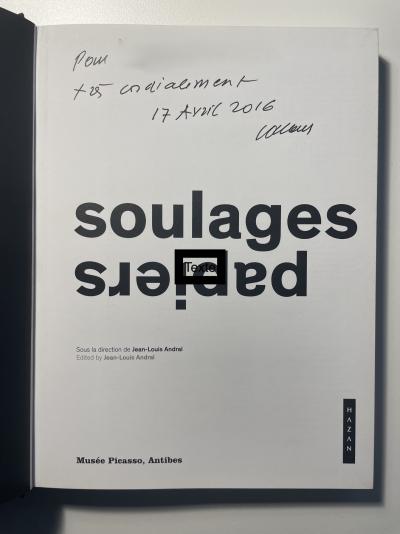 Pour
très cordialement
17 Avril 2016
soulages
papiers
Texte
Sous la direction de Jean-Louis Andral
Edited by Jean-Louis Andral
HAZAN
Musée Picasso, Antibes